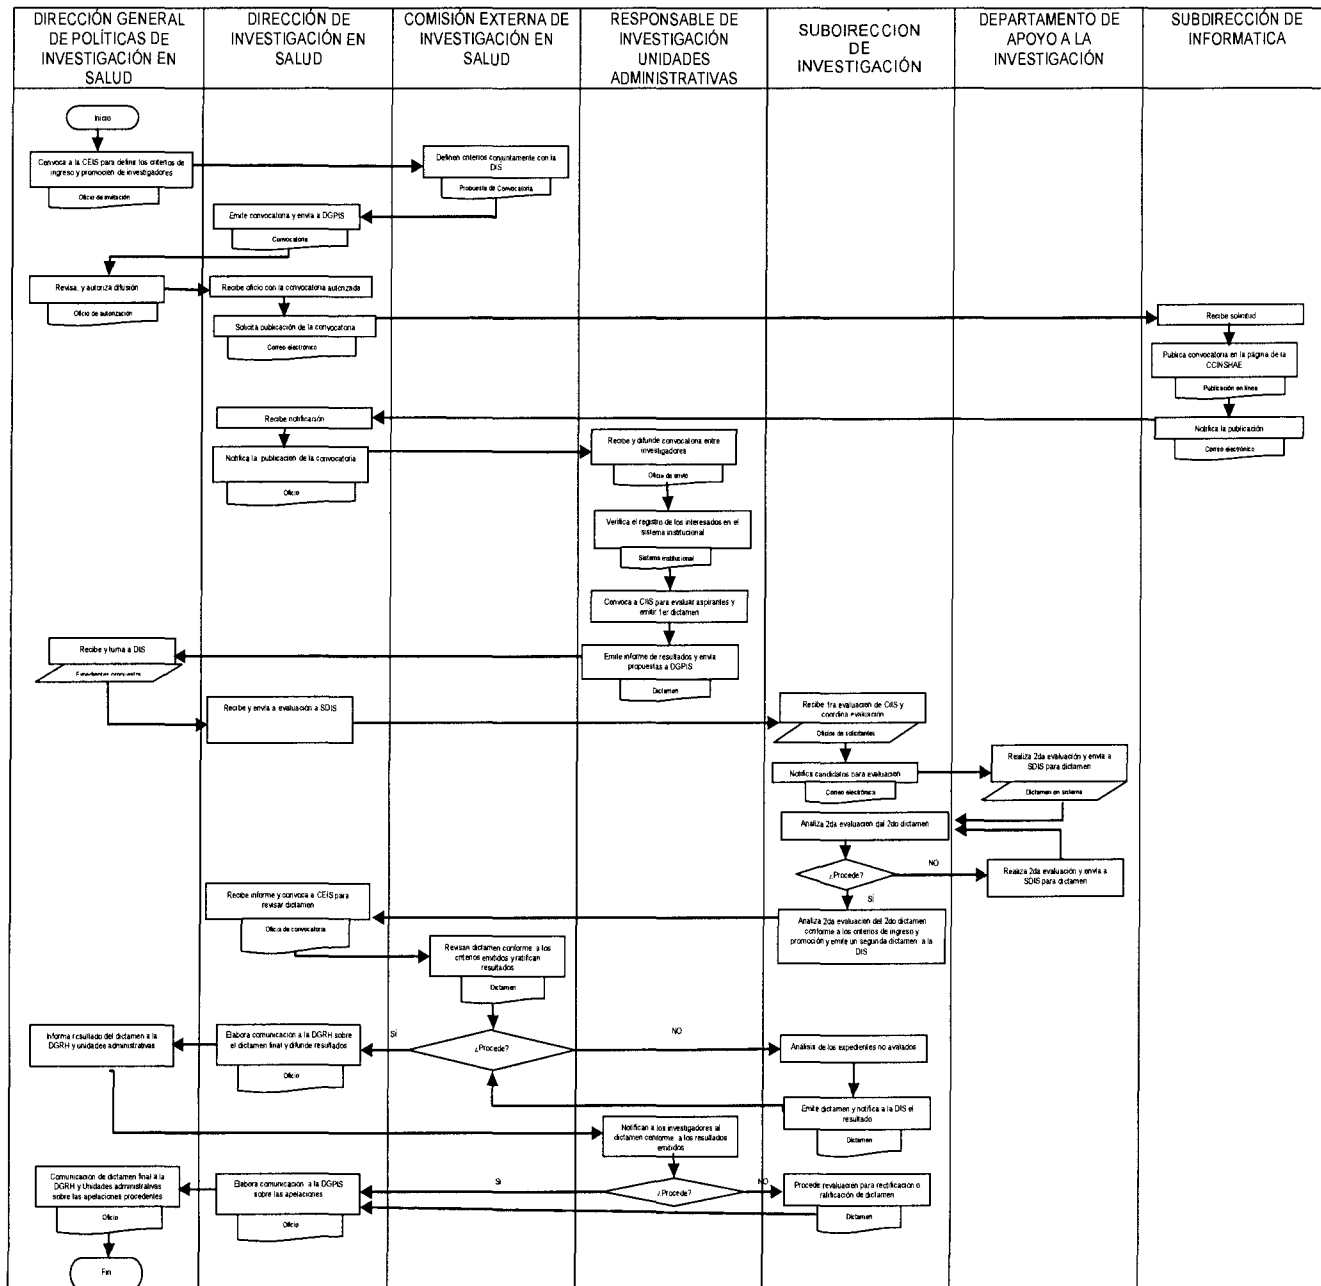 DIRECCIÓN GENERAL
DE POLÍTICAS DE
INVESTIGACIÓN EN
SALUD
DIRECCIÓN DE
INVESTIGACIÓN EN
SALUD
COMISIÓN EXTERNA DE
INVESTIGACIÓN EN
SALUD
RESPONSABLE DE
INVESTIGACIÓN
UNIDADES
ADMINISTRATIVAS
SUBDIRECCION
DE
INVESTIGACIÓN
DEPARTAMENTO DE
APOYO A LA
INVESTIGACIÓN
SUBDIRECCIÓN DE
INFORMATICA
Inicio
Convoca a la CEIS para definir los criterios de
ingreso y promoción de investigadores
Oficio de invitación
Definen criterios conjuntamente con la
DIS
Propuesta de Convocatoria
Emite convocatoria y envía a DGPIS
Convocatoria
Revisa, y autoriza difusión
Oficio de autorización
Recibe oficio con la convocatoria autorizada
Solicita publicación de la convocatoria
Correo electrónico
Recibe solicitud
Publica convocatoria en la página de la
CCINSHAE
Publicación en línea
Notifica la publicación
Correo electrónico
Recibe notificación
Notifica la publicación de la convocatoria
Oficio
Recibe y difunde convocatoria entre
investigadores
Oficio de envío
Verifica el registro de los interesados en el
sistema institucional
Sistema institucional
Convoca a CIIS para evaluar aspirantes y
emitir 1er dictamen
Emite informe de resultados y envía
propuestas a DGPIS
Dictamen
Recibe y turna a DIS
Expedientes propuestos
Recibe y envía a evaluación a SDIS
Recibe 1ra evaluación de CIIS y
coordina evaluación
Oficios de solicitantes
Notifica candidatos para evaluación
Correo electrónico
Realiza 2da evaluación y envía a
SDIS para dictamen
Dictamen en sistema
Analiza 2da evaluación del 2do dictamen
¿Procede?
NO
Realiza 2da evaluación y envía a
SDIS para dictamen
SÍ
Analiza 2da evaluación del 2do dictamen
conforme a los criterios de ingreso y
promoción y emite un segunda dictamen a la
DIS
Recibe informe y convoca a CEIS para
revisar dictamen
Oficio de convocatoria
Revisan dictamen conforme a los
criterios emitidos y ratifican
resultados
Dictamen
¿Procede?
SÍ
NO
Elabora comunicación a la DGRH sobre
el dictamen final y difunde resultados
Oficio
Informa resultado del dictamen a la
DGRH y unidades administrativas
Análisis de los expedientes no avalados
Emite dictamen y notifica a la DIS el
resultado
Dictamen
Notifican a los investigadores al
dictamen conforme a los resultados
emitidos
¿Procede?
Si
NO
Procede revaluación para rectificación o
ratificación de dictamen
Dictamen
Elabora comunicación a la DGPIS
sobre las apelaciones
Oficio
Comunicación de dictamen final a la
DGRH y Unidades administrativas
sobre las apelaciones procedentes
Oficio
Fin